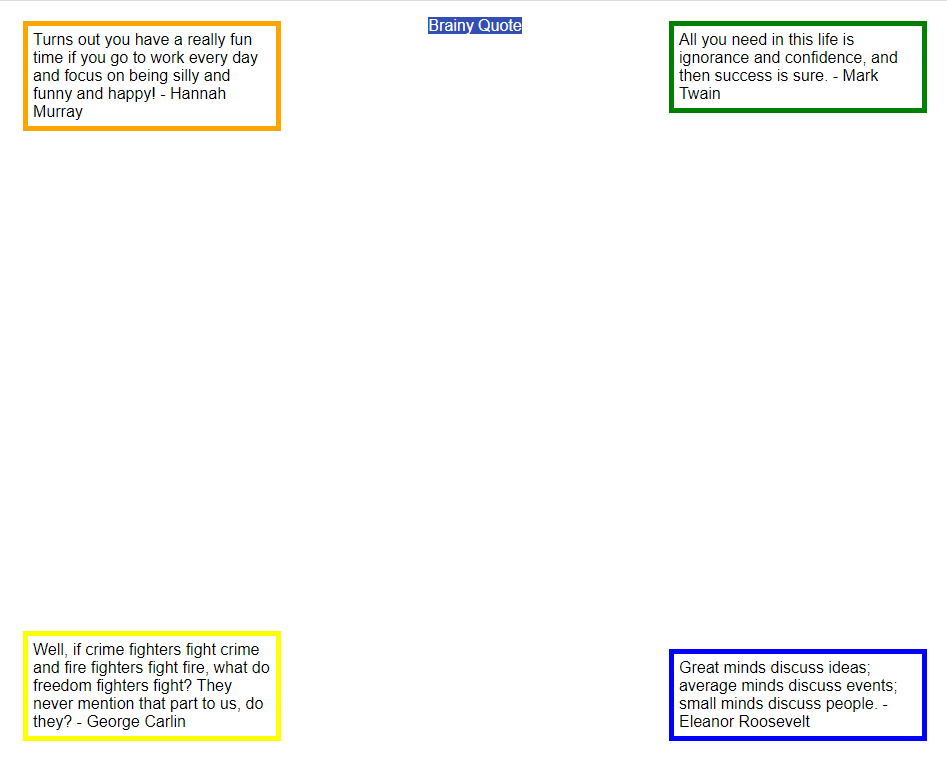 Brainy Quote
Turns out you have a really fun
time if you go to work every day
and focus on being silly and
funny and happy! - Hannah
Murray
All you need in this life is
ignorance and confidence, and
then success is sure. - Mark
Twain
Well, if crime fighters fight crime
and fire fighters fight fire, what do
freedom fighters fight? They
never mention that part to us, do
they? - George Carlin
Great minds discuss ideas;
average minds discuss events;
small minds discuss people. -
Eleanor Roosevelt